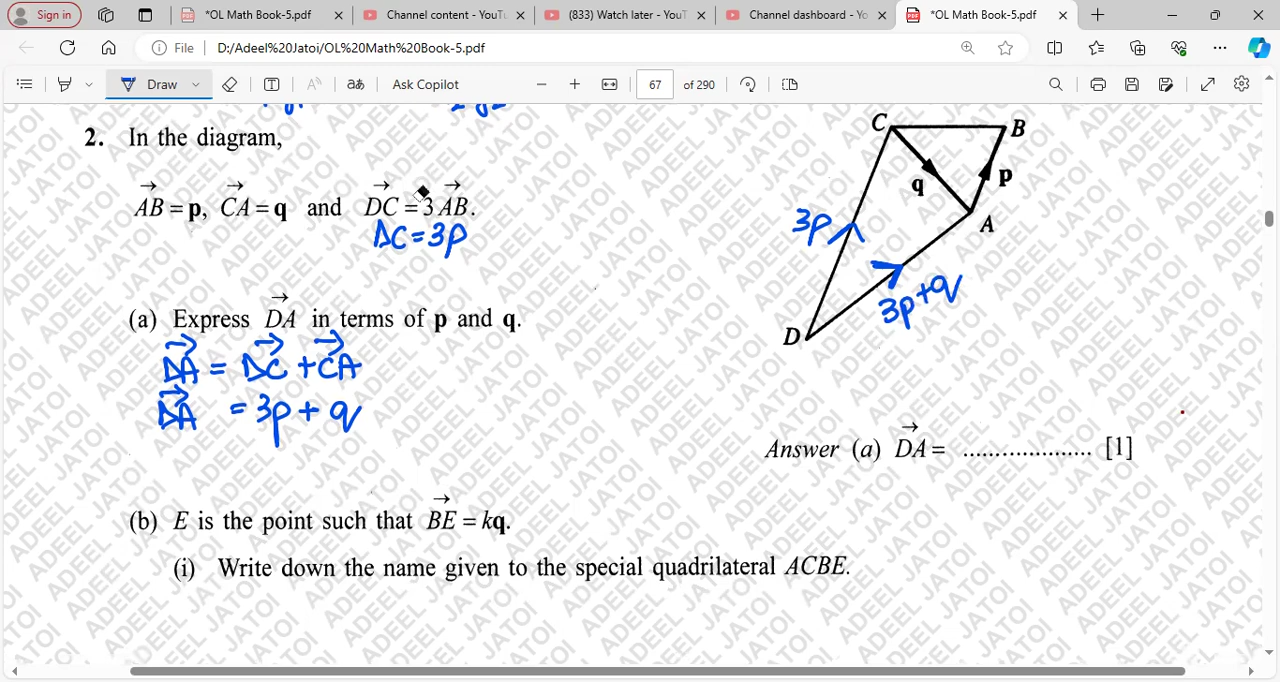 Sign in
*OL Math Book-5.pdf
Channel content - YouTu
(833) Watch later - YouT
Channel dashboard - Yo
*OL Math Book-5.pdf
File D:/Adeel%20Jatoi/OL%20Math%20Book-5.pdf
Draw
Ask Copilot
67 of 290
2. In the diagram,
AB = p, CA = q and DC = 3 AB.
DC = 3p
C B
q p
A
3p
3p+q
D
(a) Express DA in terms of p and q.
DA = DC + CA
DA = 3p + q
Answer (a) DA = ..................... [1]
(b) E is the point such that BE = kq.
(i) Write down the name given to the special quadrilateral ACBE.
ADEEL JATOI